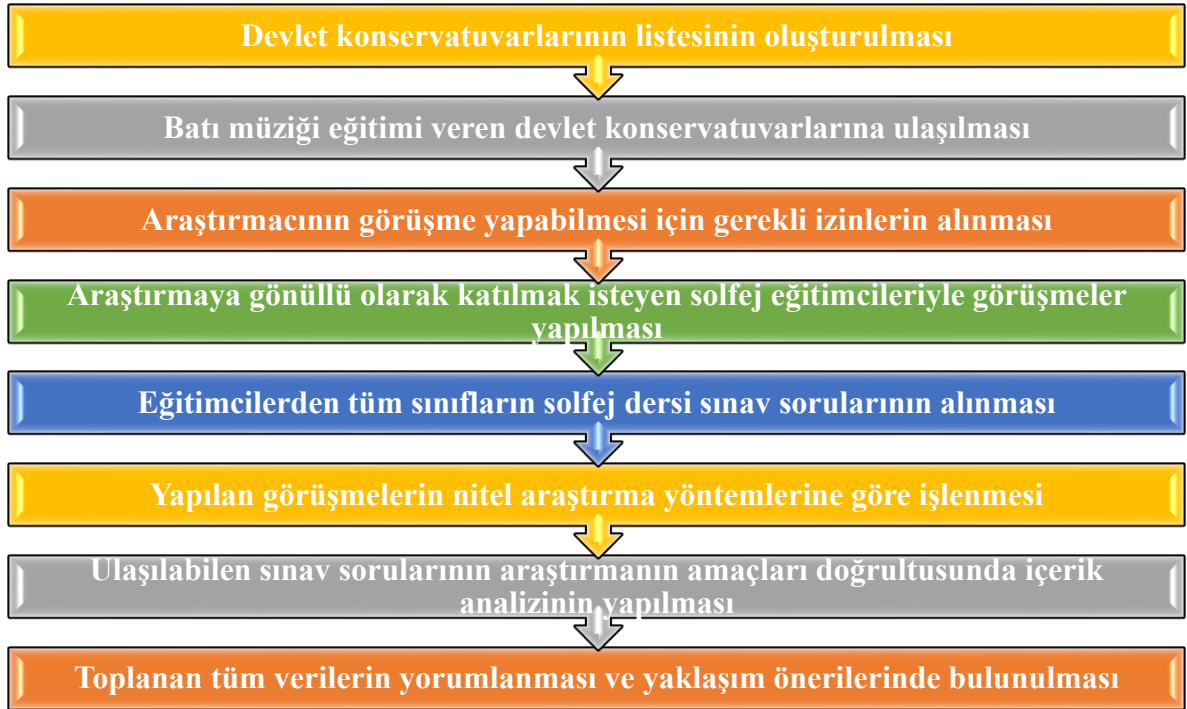 Devlet konservatuvarlarının listesinin oluşturulması
Batı müziği eğitimi veren devlet konservatuvarlarına ulaşılması
Araştırmacının görüşme yapabilmesi için gerekli izinlerin alınması
Araştırmaya gönüllü olarak katılmak isteyen solfej eğitimcileriyle görüşmeler
yapılması
Eğitimcilerden tüm sınıfların solfej dersi sınav sorularının alınması
Yapılan görüşmelerin nitel araştırma yöntemlerine göre işlenmesi
Ulaşılabilen sınav sorularının araştırmanın amaçları doğrultusunda içerik
analizinin yapılması
Toplanan tüm verilerin yorumlanması ve yaklaşım önerilerinde bulunulması